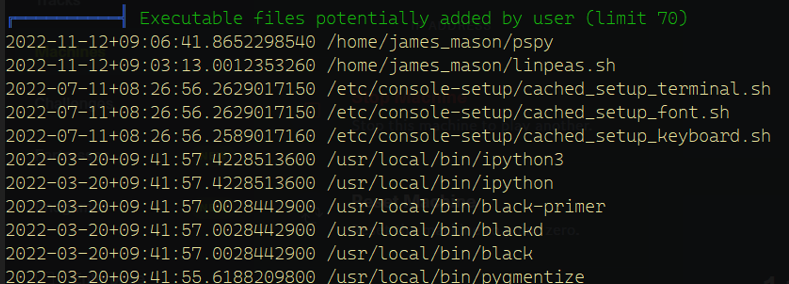 Executable files potentially added by user (limit 70)
2022-11-12+09:06:41.8652298540 /home/james_mason/pspy
2022-11-12+09:03:13.0012353260 /home/james_mason/linpeas.sh
2022-07-11+08:26:56.2629017150 /etc/console-setup/cached_setup_terminal.sh
2022-07-11+08:26:56.2629017150 /etc/console-setup/cached_setup_font.sh
2022-07-11+08:26:56.2589017160 /etc/console-setup/cached_setup_keyboard.sh
2022-03-20+09:41:57.4228513600 /usr/local/bin/ipython3
2022-03-20+09:41:57.4228513600 /usr/local/bin/ipython
2022-03-20+09:41:57.0028442900 /usr/local/bin/black-primer
2022-03-20+09:41:57.0028442900 /usr/local/bin/blackd
2022-03-20+09:41:57.0028442900 /usr/local/bin/black
2022-03-20+09:41:55.6188209800 /usr/local/bin/pygmentize